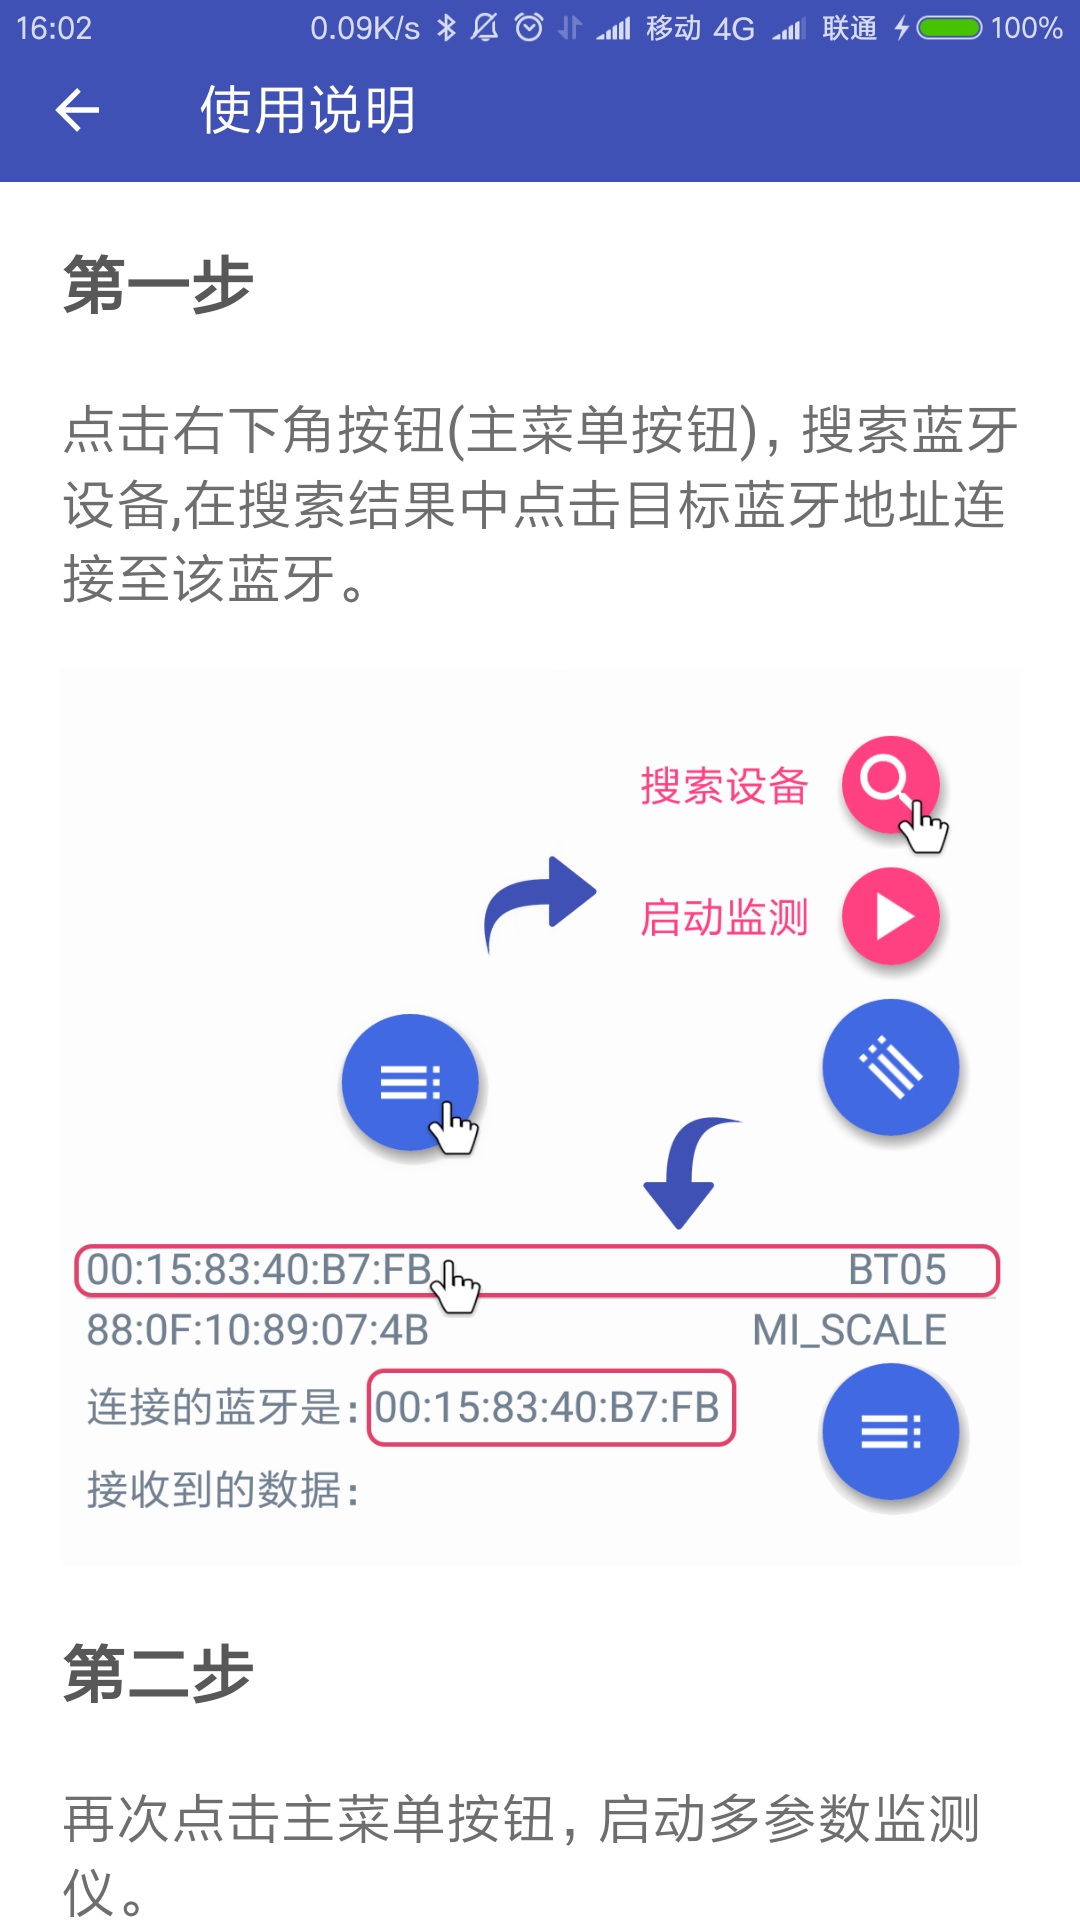 16:02 0.09K/s 移动 4G 联通 100%
使用说明
第一步
点击右下角按钮(主菜单按钮)，搜索蓝牙
设备,在搜索结果中点击目标蓝牙地址连
接至该蓝牙。
搜索设备
启动监测
00:15:83:40:B7:FB BT05
88:0F:10:89:07:4B MI_SCALE
连接的蓝牙是：00:15:83:40:B7:FB
接收到的数据：
第二步
再次点击主菜单按钮，启动多参数监测
仪。